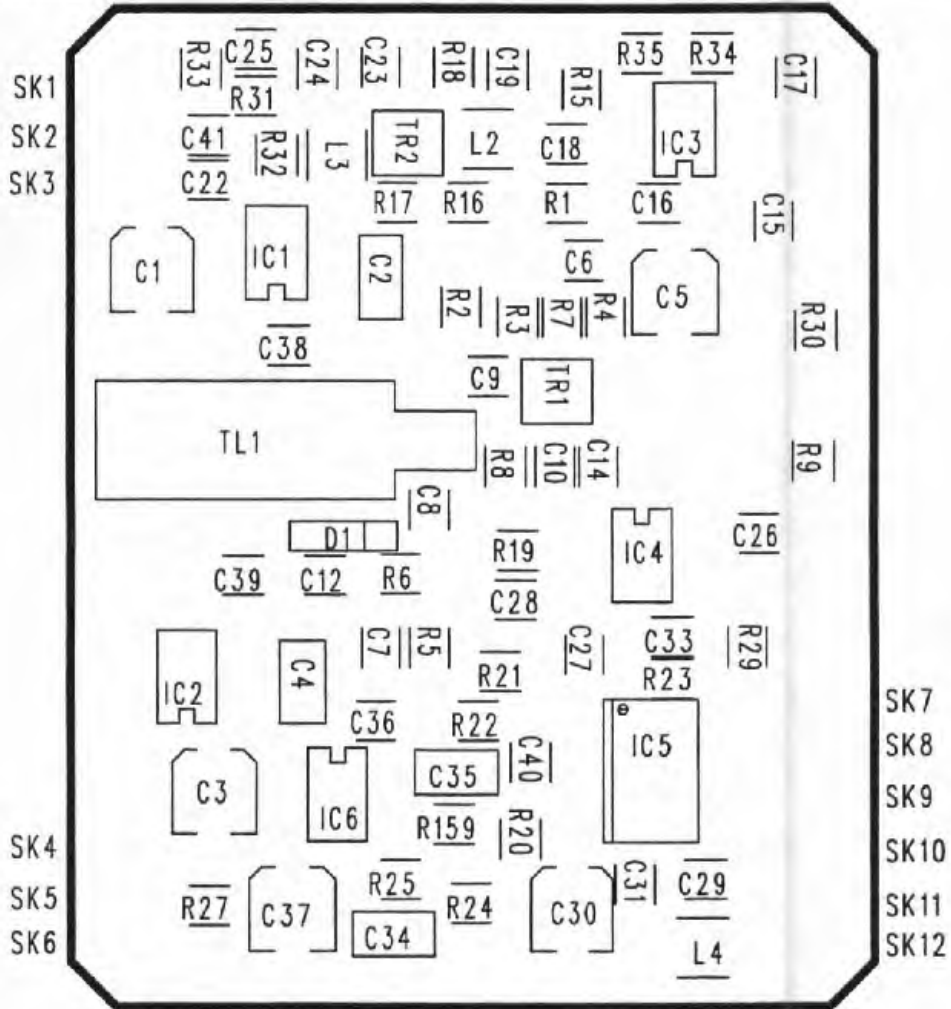 R33
C25
C24
C23
R18
C19
R35
R34
C17
SK1
R31
R15
SK2
C41
R32
L3
TR2
L2
C18
IC3
SK3
C22
R17
R16
R1
C16
C15
C1
IC1
C2
C6
C5
R2
R3
R7
R4
R30
C38
C9
TR1
TL1
R8
C10
C14
R9
C8
D1
R19
IC4
C26
C39
C12
R6
C28
C7
R5
C27
C33
R29
IC2
C4
R21
R23
SK7
C36
R22
IC5
SK8
C3
C35
C40
SK9
IC6
R159
R20
SK4
SK10
R25
C31
C29
SK5
R27
C37
R24
C30
SK11
SK6
C34
L4
SK12